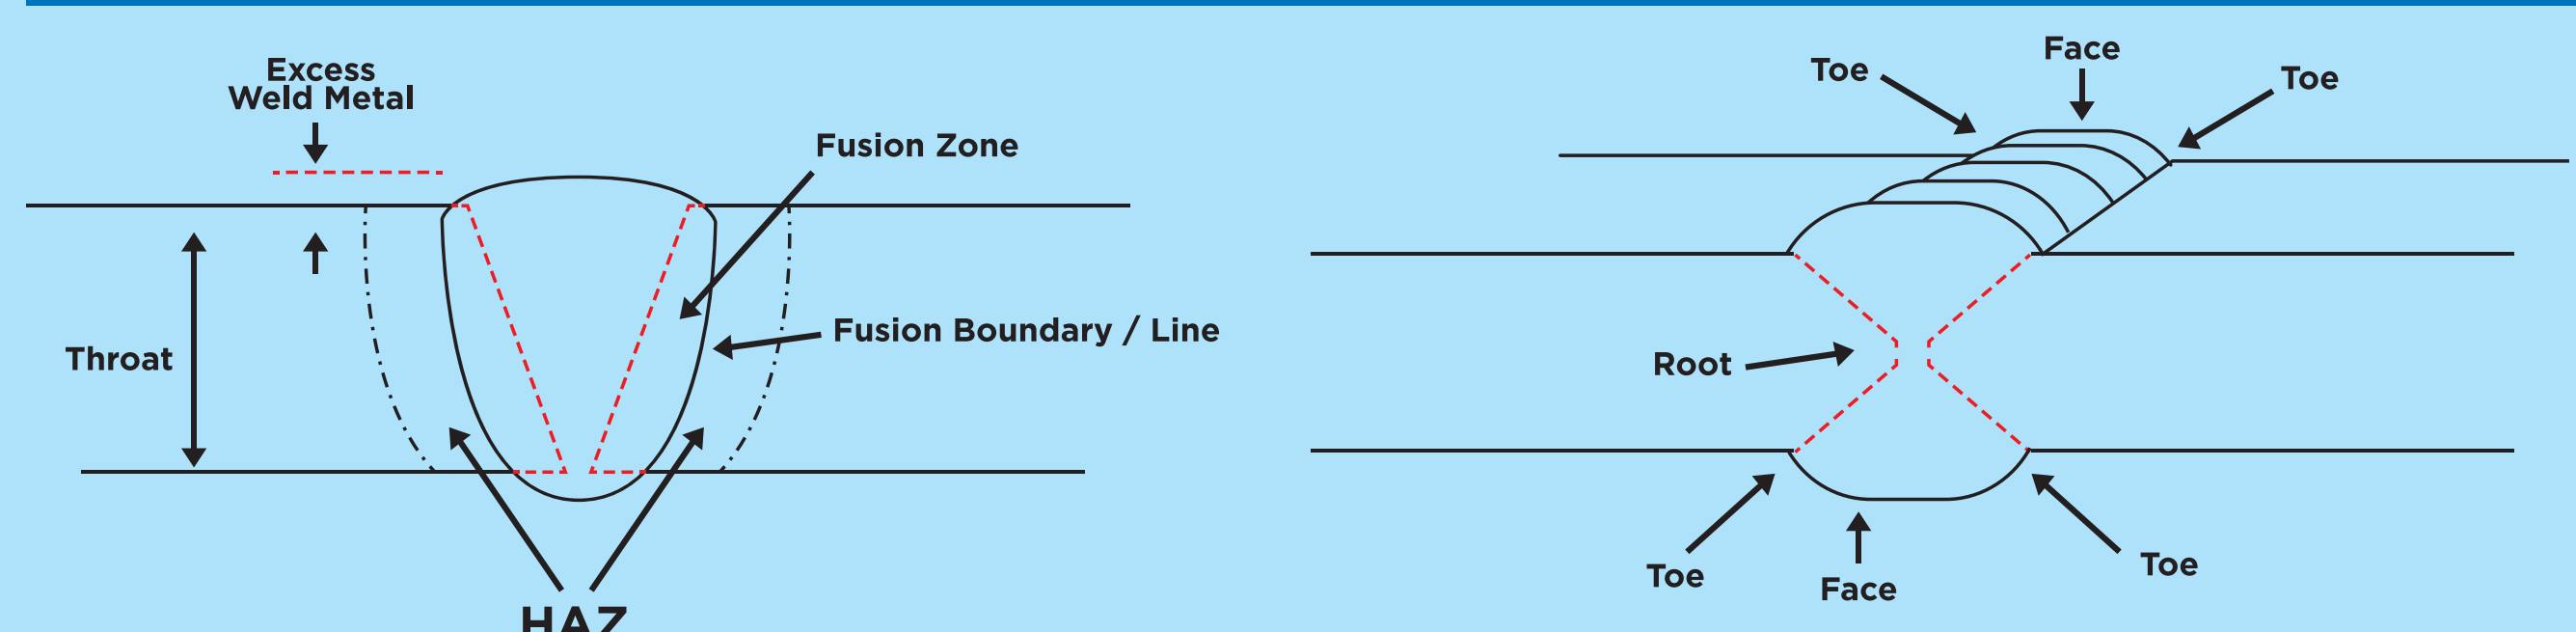 Excess
Weld Metal
Fusion Zone
Fusion Boundary / Line
Throat
HAZ
Toe
Face
Toe
Root
Toe
Face
Toe